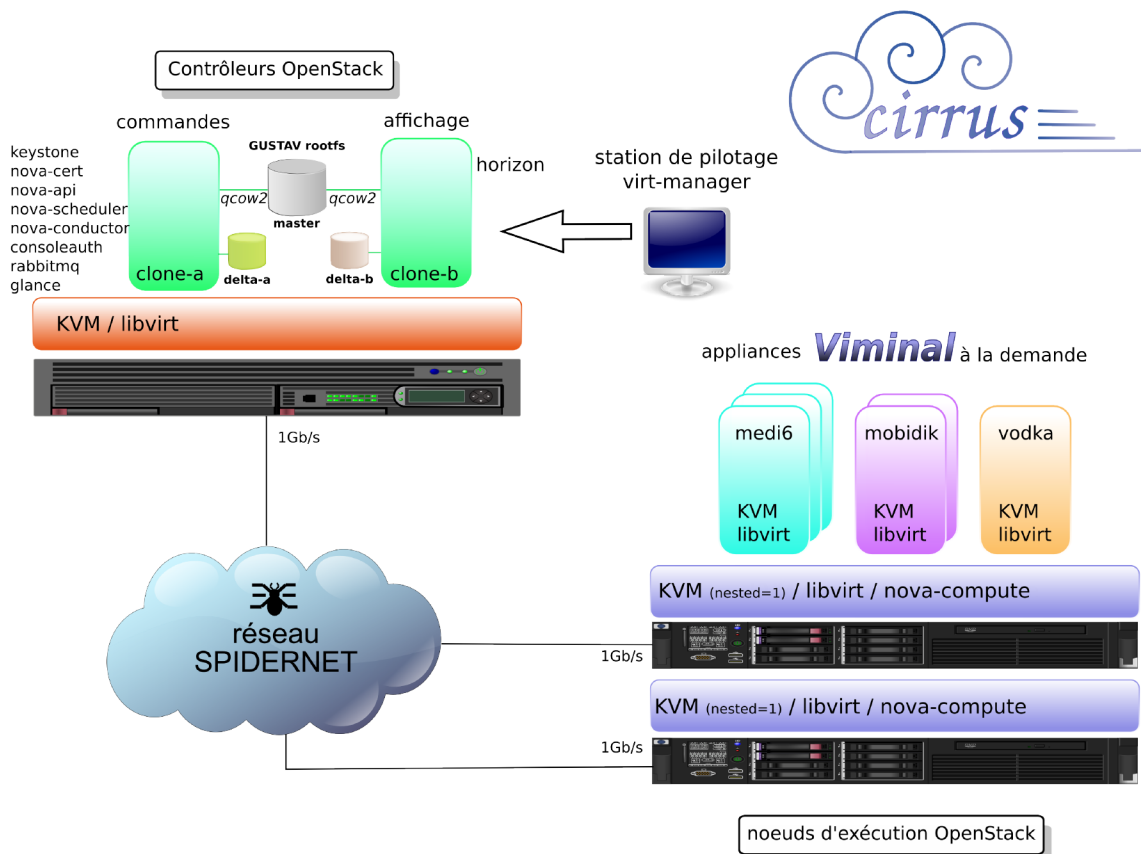 cirrus
Contrôleurs OpenStack
commandes
affichage
keystone
nova-cert
nova-api
nova-scheduler
nova-conductor
consoleauth
rabbitmq
glance
GUSTAV rootfs
horizon
qcow2
qcow2
master
clone-a
delta-a
delta-b
clone-b
station de pilotage
virt-manager
KVM / libvirt
1Gb/s
appliances Viminal à la demande
medi6
KVM
libvirt
mobidik
KVM
libvirt
vodka
KVM
libvirt
réseau
SPIDERNET
KVM (nested=1) / libvirt / nova-compute
1Gb/s
KVM (nested=1) / libvirt / nova-compute
1Gb/s
noeuds d'exécution OpenStack